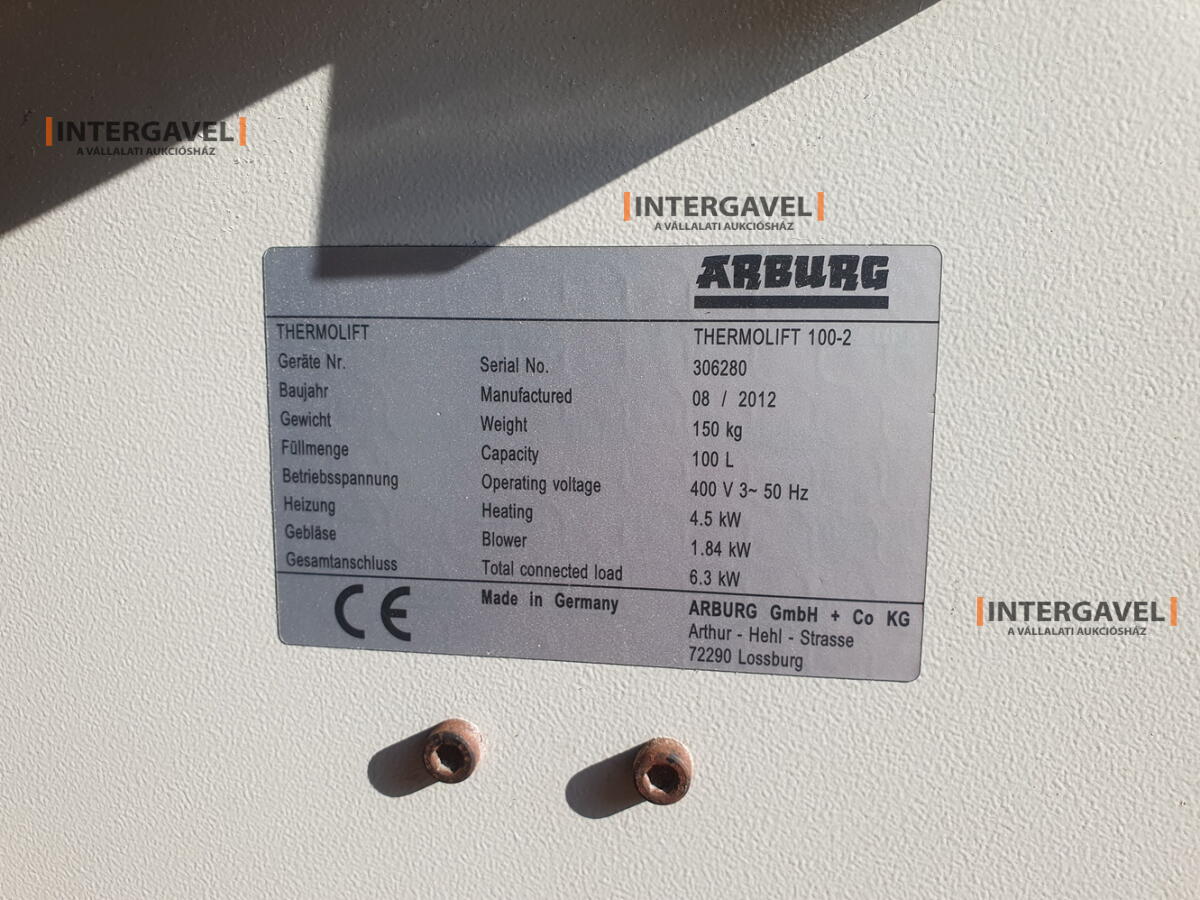 INTERGAVEL
A VÁLLALATI AUKCIÓSHÁZ
INTERGAVEL
A VÁLLALATI AUKCIÓSHÁZ
ARBURG
THERMOLIFT THERMOLIFT 100-2
Geräte Nr. Serial No. 306280
Baujahr Manufactured 08 / 2012
Gewicht Weight 150 kg
Füllmenge Capacity 100 L
Betriebsspannung Operating voltage 400 V 3~ 50 Hz
Heizung Heating 4.5 kW
Gebläse Blower 1.84 kW
Gesamtanschluss Total connected load 6.3 kW
CE Made in Germany ARBURG GmbH + Co KG
Arthur - Hehl - Strasse
72290 Lossburg
INTERGAVEL
A VÁLLALATI AUKCIÓSHÁZ